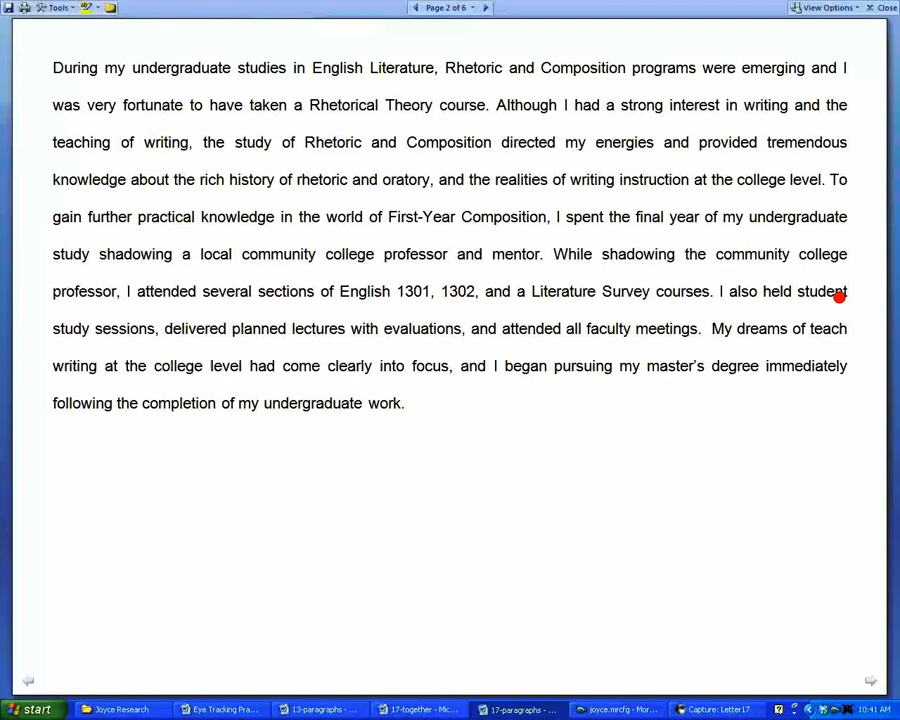 Tools
Page 2 of 6
View Options
Close
During my undergraduate studies in English Literature, Rhetoric and Composition programs were emerging and I
was very fortunate to have taken a Rhetorical Theory course. Although I had a strong interest in writing and the
teaching of writing, the study of Rhetoric and Composition directed my energies and provided tremendous
knowledge about the rich history of rhetoric and oratory, and the realities of writing instruction at the college level. To
gain further practical knowledge in the world of First-Year Composition, I spent the final year of my undergraduate
study shadowing a local community college professor and mentor. While shadowing the community college
professor, I attended several sections of English 1301, 1302, and a Literature Survey courses. I also held student
study sessions, delivered planned lectures with evaluations, and attended all faculty meetings. My dreams of teach
writing at the college level had come clearly into focus, and I began pursuing my master's degree immediately
following the completion of my undergraduate work.
start
Joyce Research
Eye Tracking Pra...
13-paragraphs - ...
17-together - Mic...
17-paragraphs - ...
joyce.mrcfg - Mor...
Capture: Letter17
10:41 AM